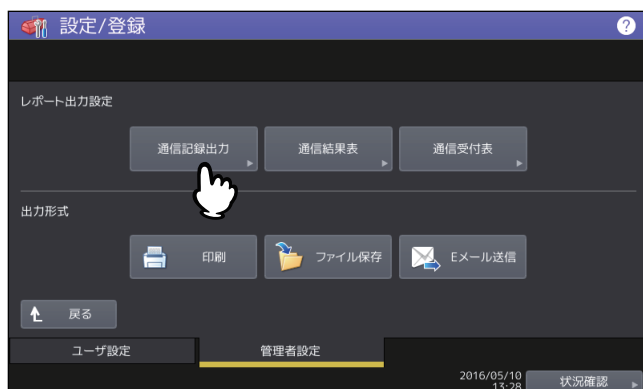 設定/登録
?
レポート出力設定
通信記録出力
通信結果表
通信受付表
出力形式
印刷
ファイル保存
Eメール送信
戻る
ユーザ設定
管理者設定
2016/05/10
13:28
状況確認